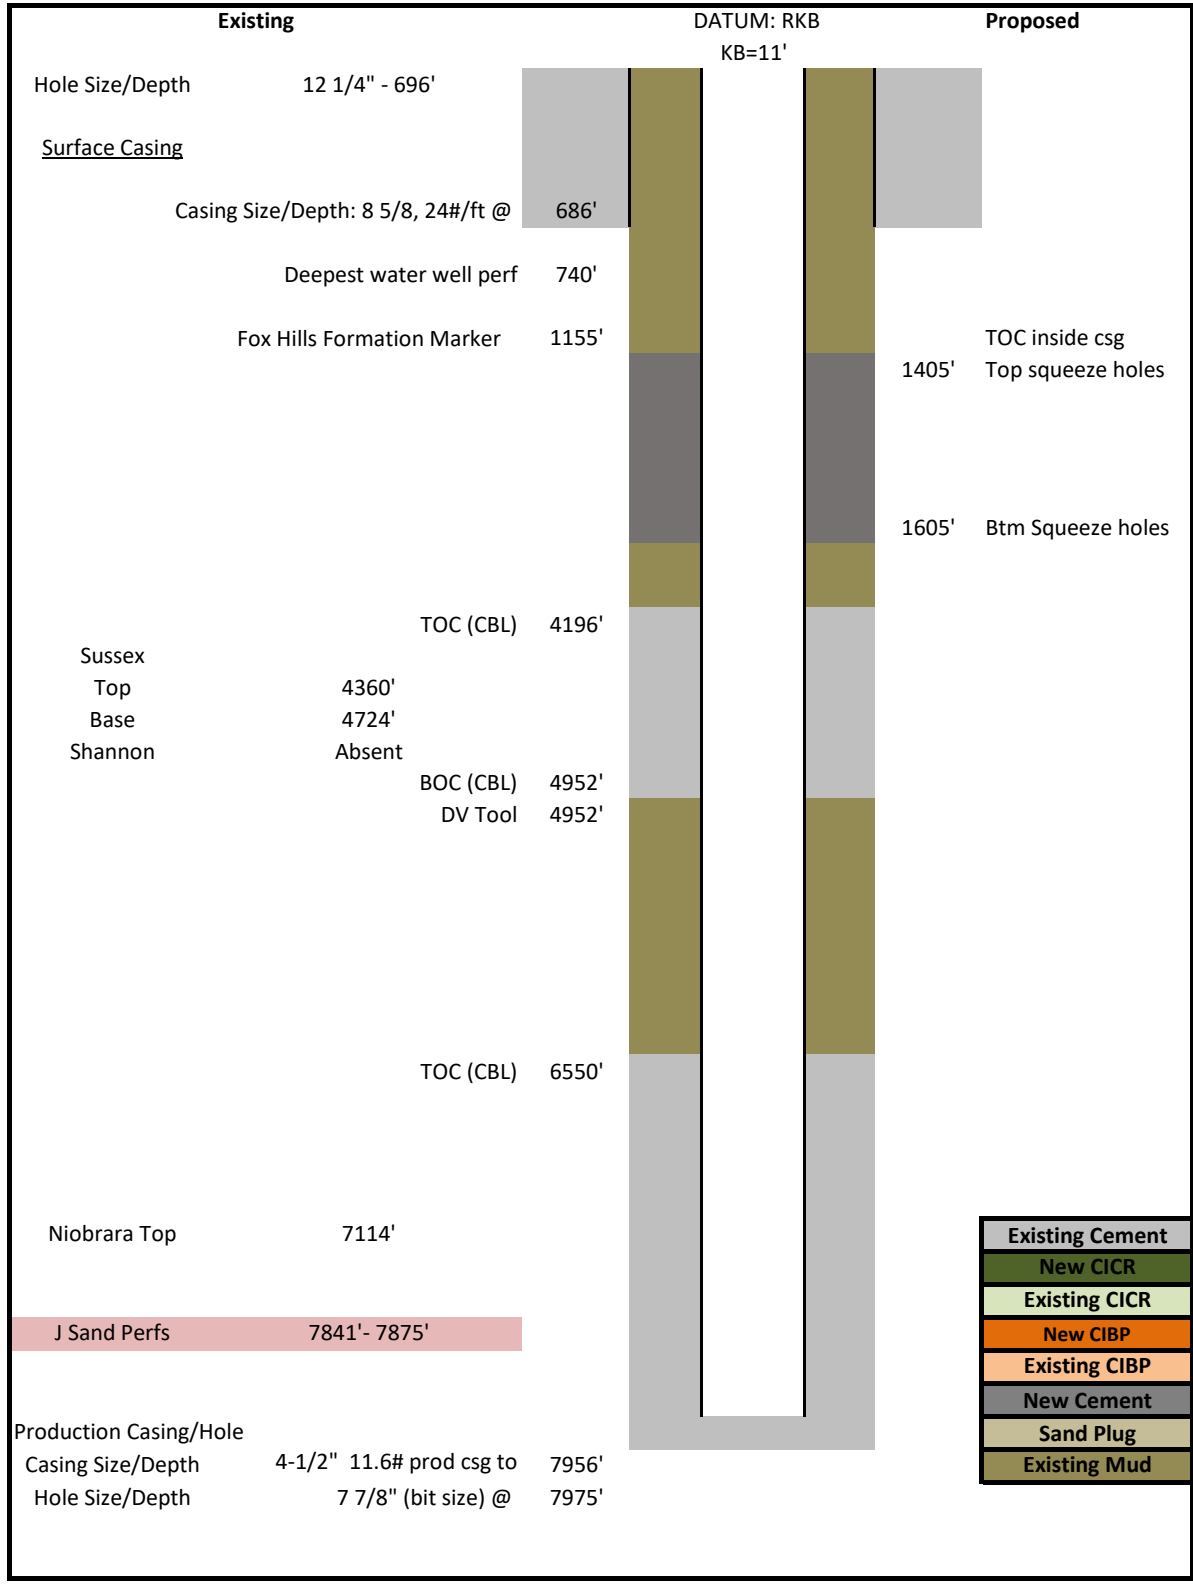 Existing DATUM: RKB Proposed
KB=11'
Hole Size/Depth 12 1/4" - 696'
Surface Casing
Casing Size/Depth: 8 5/8, 24#/ft @ 686'
Deepest water well perf 740'
Fox Hills Formation Marker 1155' TOC inside csg
1405' Top squeeze holes
1605' Btm Squeeze holes
TOC (CBL) 4196'
Sussex
Top 4360'
Base 4724'
Shannon Absent
BOC (CBL) 4952'
DV Tool 4952'
TOC (CBL) 6550'
Niobrara Top 7114'
Existing Cement
New CICR
Existing CICR
J Sand Perfs 7841'- 7875'
New CIBP
Existing CIBP
New Cement
Production Casing/Hole
Sand Plug
Casing Size/Depth 4-1/2" 11.6# prod csg to 7956'
Existing Mud
Hole Size/Depth 7 7/8" (bit size) @ 7975'